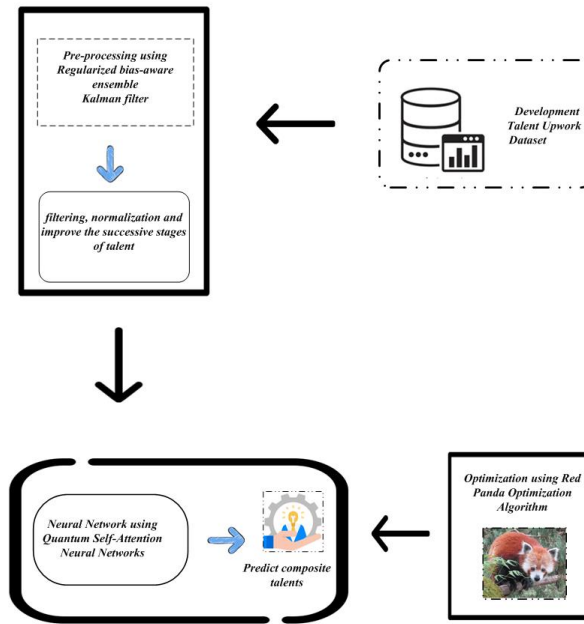 Pre-processing using
Regularized bias-aware
ensemble
Kalman filter
filtering, normalization and
improve the successive stages
of talent
Development
Talent Upwork
Dataset
Neural Network using
Quantum Self-Attention
Neural Networks
Predict composite
talents
Optimization using Red
Panda Optimization
Algorithm